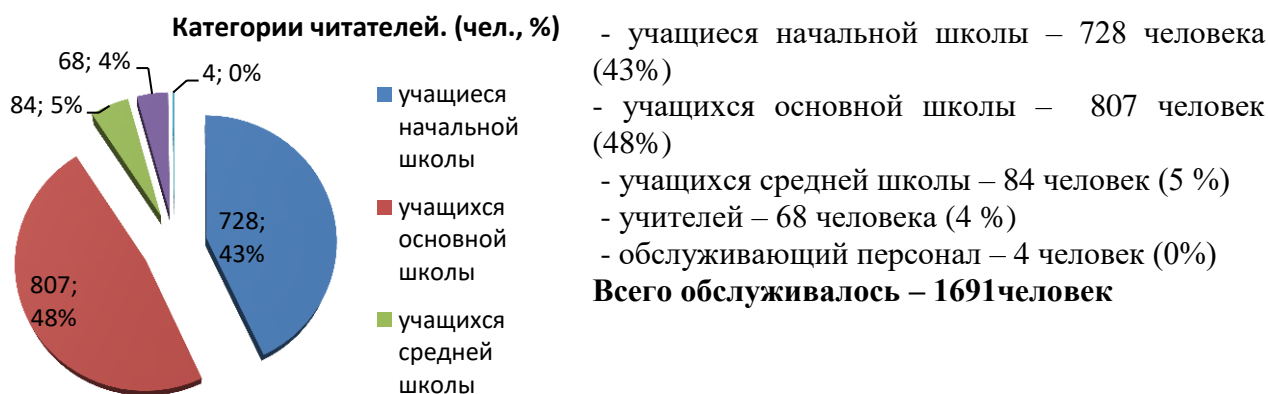 Категории читателей. (чел., %)
68; 4%
4; 0%
84; 5%
728;
43%
807;
48%
учащиеся
начальной
школы
учащихся
основной
школы
учащихся
средней
школы
- учащиеся начальной школы – 728 человека
(43%)
- учащихся основной школы – 807 человек
(48%)
- учащихся средней школы – 84 человек (5 %)
- учителей – 68 человека (4 %)
- обслуживающий персонал – 4 человек (0%)
Всего обслуживалось – 1691человек